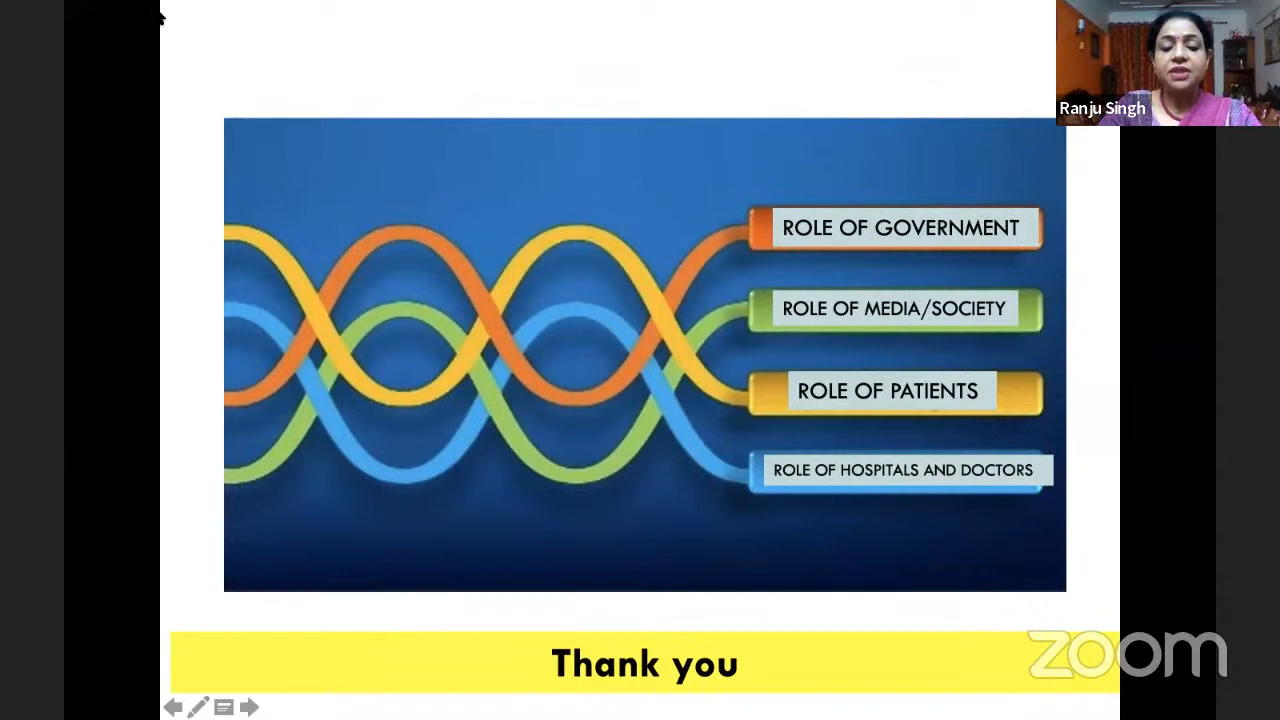 Ranju Singh
ROLE OF GOVERNMENT
ROLE OF MEDIA/SOCIETY
ROLE OF PATIENTS
ROLE OF HOSPITALS AND DOCTORS
Thank you
zoom